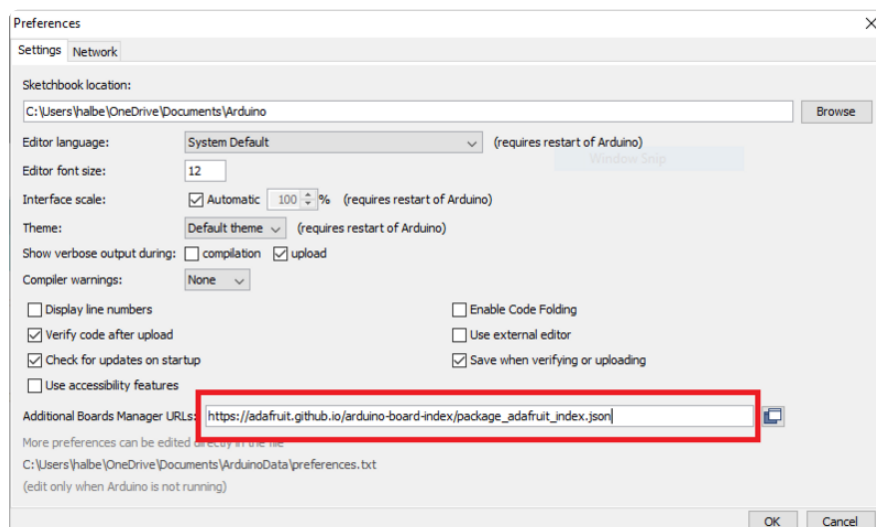 Preferences
Settings Network
Sketchbook location:
C:\Users\halbe\OneDrive\Documents\Arduino Browse
Editor language: System Default (requires restart of Arduino)
Window Snip
Editor font size: 12
Interface scale: Automatic 100 % (requires restart of Arduino)
Theme: Default theme (requires restart of Arduino)
Show verbose output during: compilation upload
Compiler warnings: None
Display line numbers Enable Code Folding
Verify code after upload Use external editor
Check for updates on startup Save when verifying or uploading
Use accessibility features
Additional Boards Manager URLs: https://adafruit.github.io/arduino-board-index/package_adafruit_index.json
More preferences can be edited directly in the file
C:\Users\halbe\OneDrive\Documents\ArduinoData\preferences.txt
(edit only when Arduino is not running)
OK Cancel